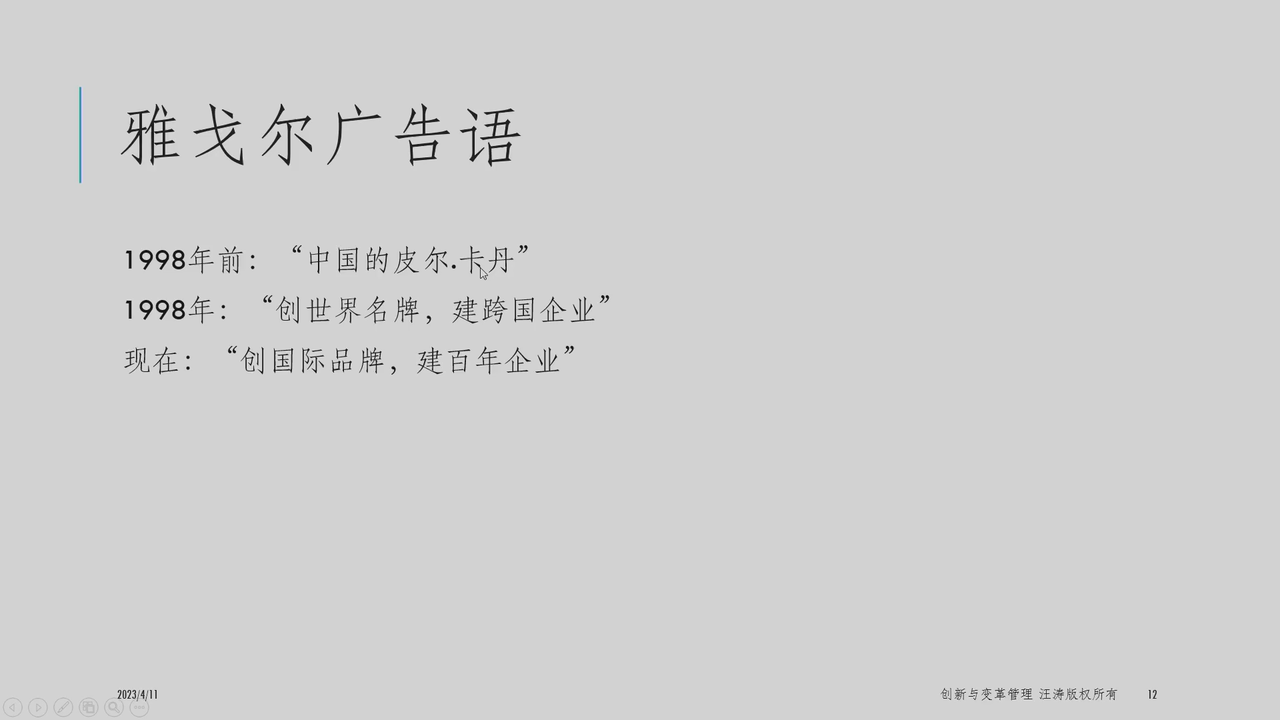 雅戈尔广告语
1998年前：“中国的皮尔.卡丹”
1998年：“创世界名牌，建跨国企业”
现在：“创国际品牌，建百年企业”
2023/4/11
创新与变革管理 汪涛版权所有
12